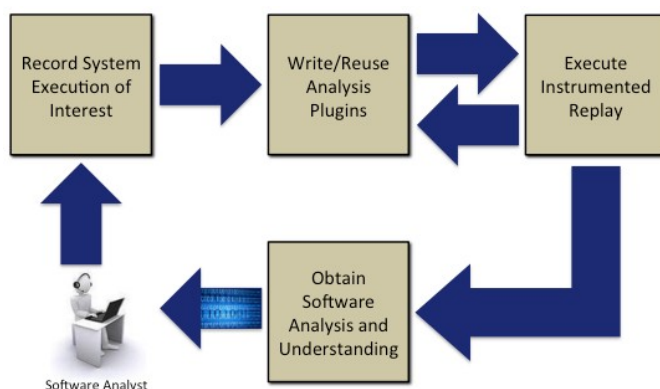 Record System
Execution of
Interest
Write/Reuse
Analysis
Plugins
Execute
Instrumented
Replay
Obtain
Software
Analysis and
Understanding
Software Analyst